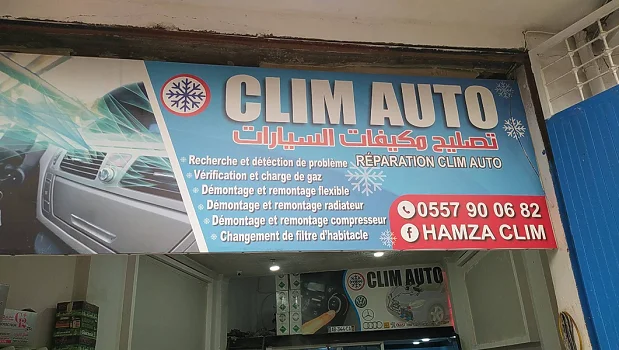 CLIM AUTO
تصليح مكيفات السيارات
RÉPARATION CLIM AUTO
Recherche et détection de problème
Vérification et charge de gaz
Démontage et remontage flexible
Démontage et remontage radiateur
Démontage et remontage compresseur
Changement de filtre d'habitacle
0557 90 06 82
HAMZA CLIM
CLIM AUTO